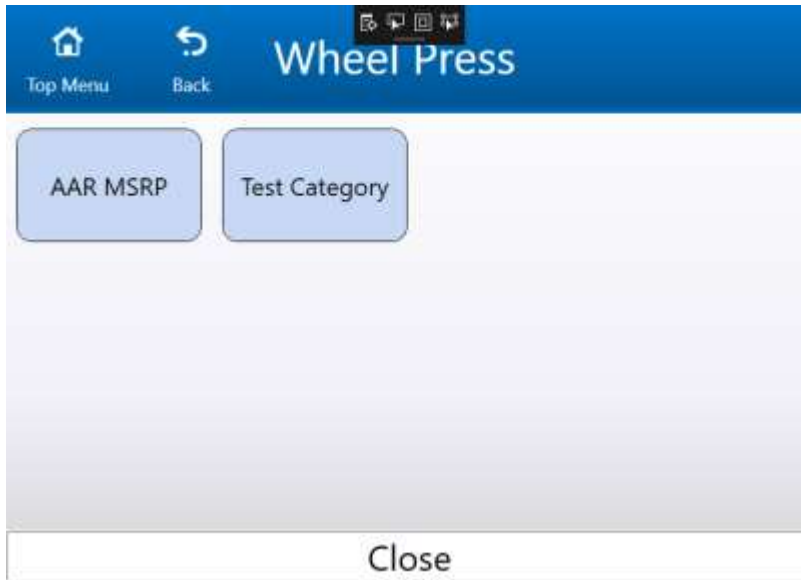 Wheel Press
Top Menu
Back
AAR MSRP
Test Category
Close